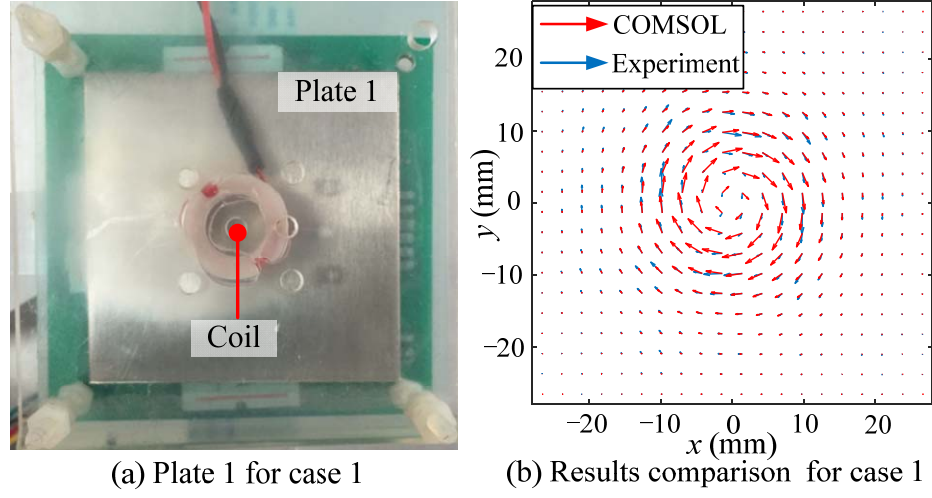 Plate 1
Coil
(a) Plate 1 for case 1
COMSOL
Experiment
20
10
0
−10
−20
y (mm)
−20 −10 0 10 20
x (mm)
(b) Results comparison for case 1